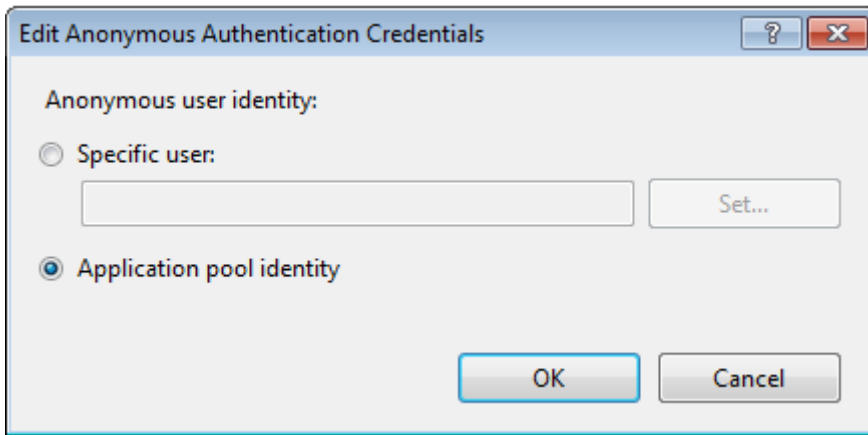 Edit Anonymous Authentication Credentials
?
Anonymous user identity:
Specific user:
Set...
Application pool identity
OK
Cancel